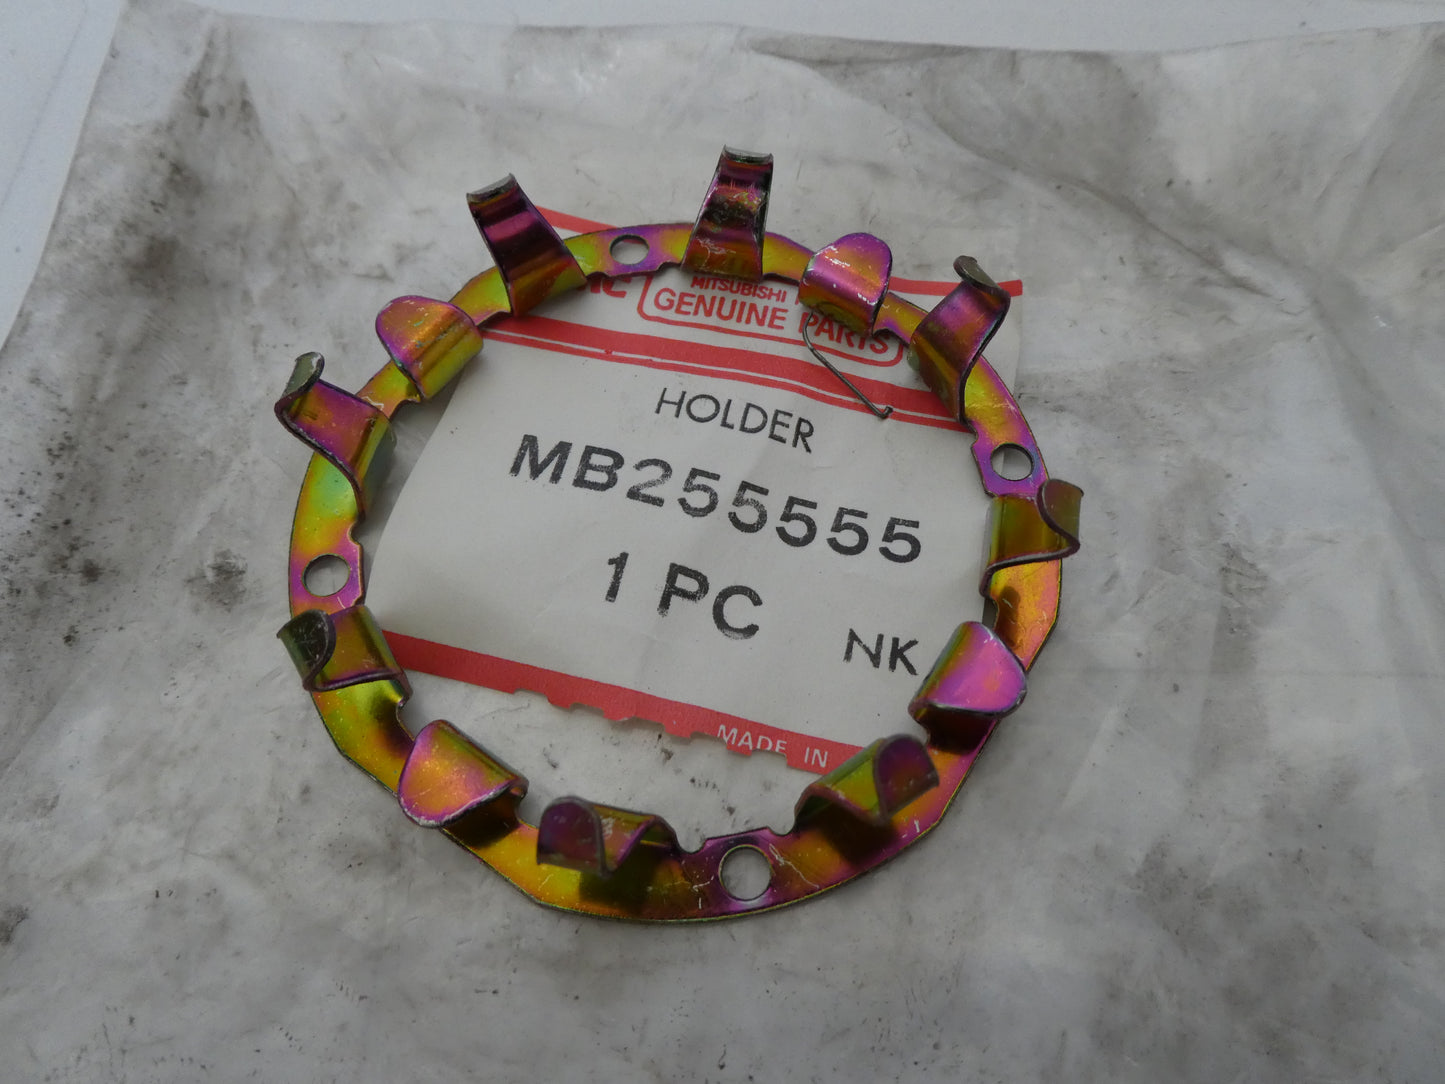 MITSUBISHI
GENUINE PARTS
HOLDER
MB255555
1 PC
NK
MADE IN